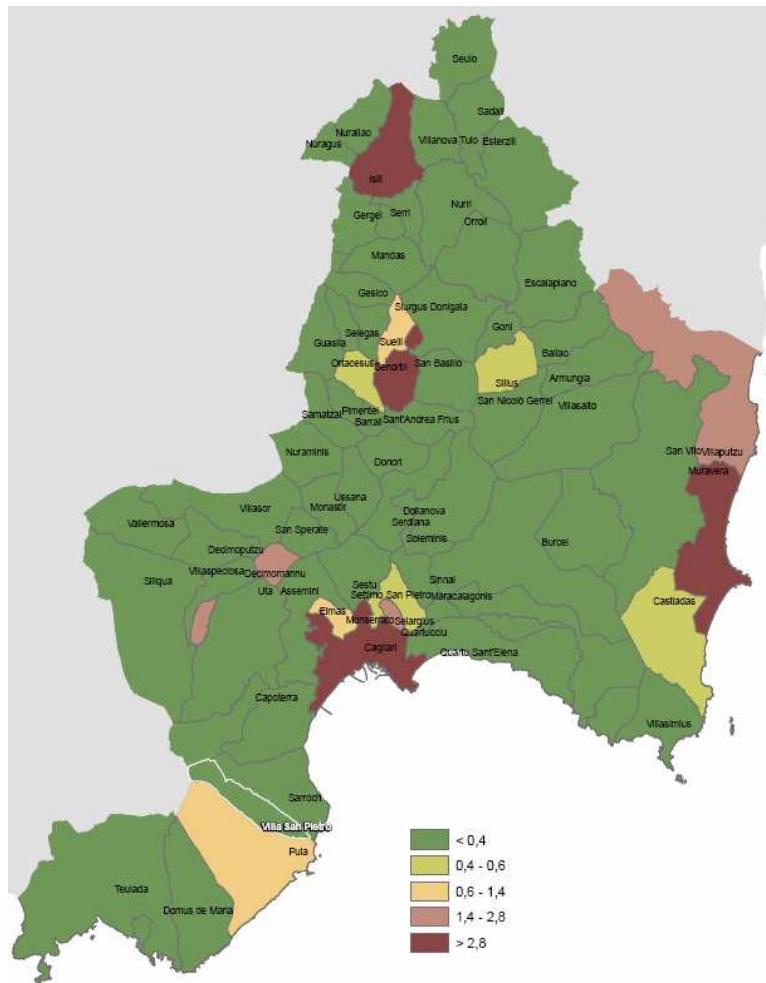 Seulo
Sadali
Nurallao
Villanova Tulo
Esterzili
Nuragus
Isili
Nurri
Gergei
Serri
Orroli
Mandas
Escalaplano
Gesico
Siurgus Donigala
Goni
Selegas
Suelli
Guasila
Ballao
Ortacesus
Senorbì
San Basilio
Silius
Armungia
San Nicolò Gerrei
Villasalto
Samatzai
Pimentel
Barrali
Sant'Andrea Frius
San Vito
Villaputzu
Nuraminis
Donori
Muravera
Ussana
Villasor
Monastir
Dolianova
Vallermosa
San Sperate
Serdiana
Soleminis
Burcei
Decimoputzu
Villaspeciosa
Decimomannu
Siliqua
Uta
Assemini
Sestu
Sinnai
Settimo San Pietro
Maracalagonis
Castiadas
Elmas
Monserrato
Selargius
Quartucciu
Cagliari
Quarto Sant'Elena
Capoterra
Villasimius
Sarroch
Villa San Pietro
Pula
Teulada
Domus de Maria
< 0,4
0,4 - 0,6
0,6 - 1,4
1,4 - 2,8
> 2,8